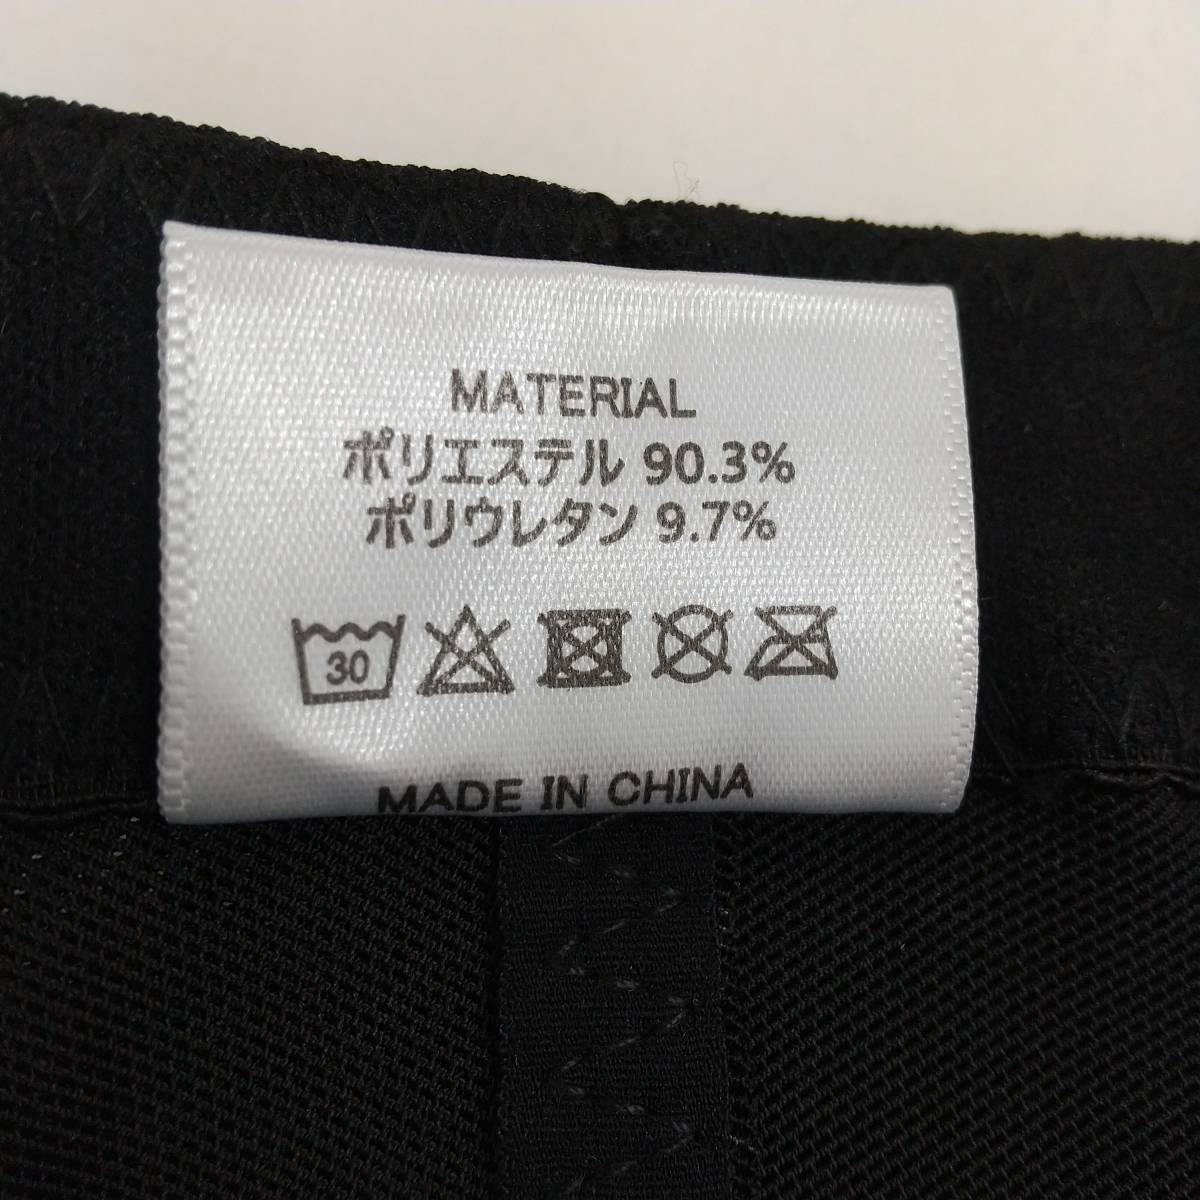 MATERIAL
ポリエステル 90.3%
ポリウレタン 9.7%
30
MADE IN CHINA